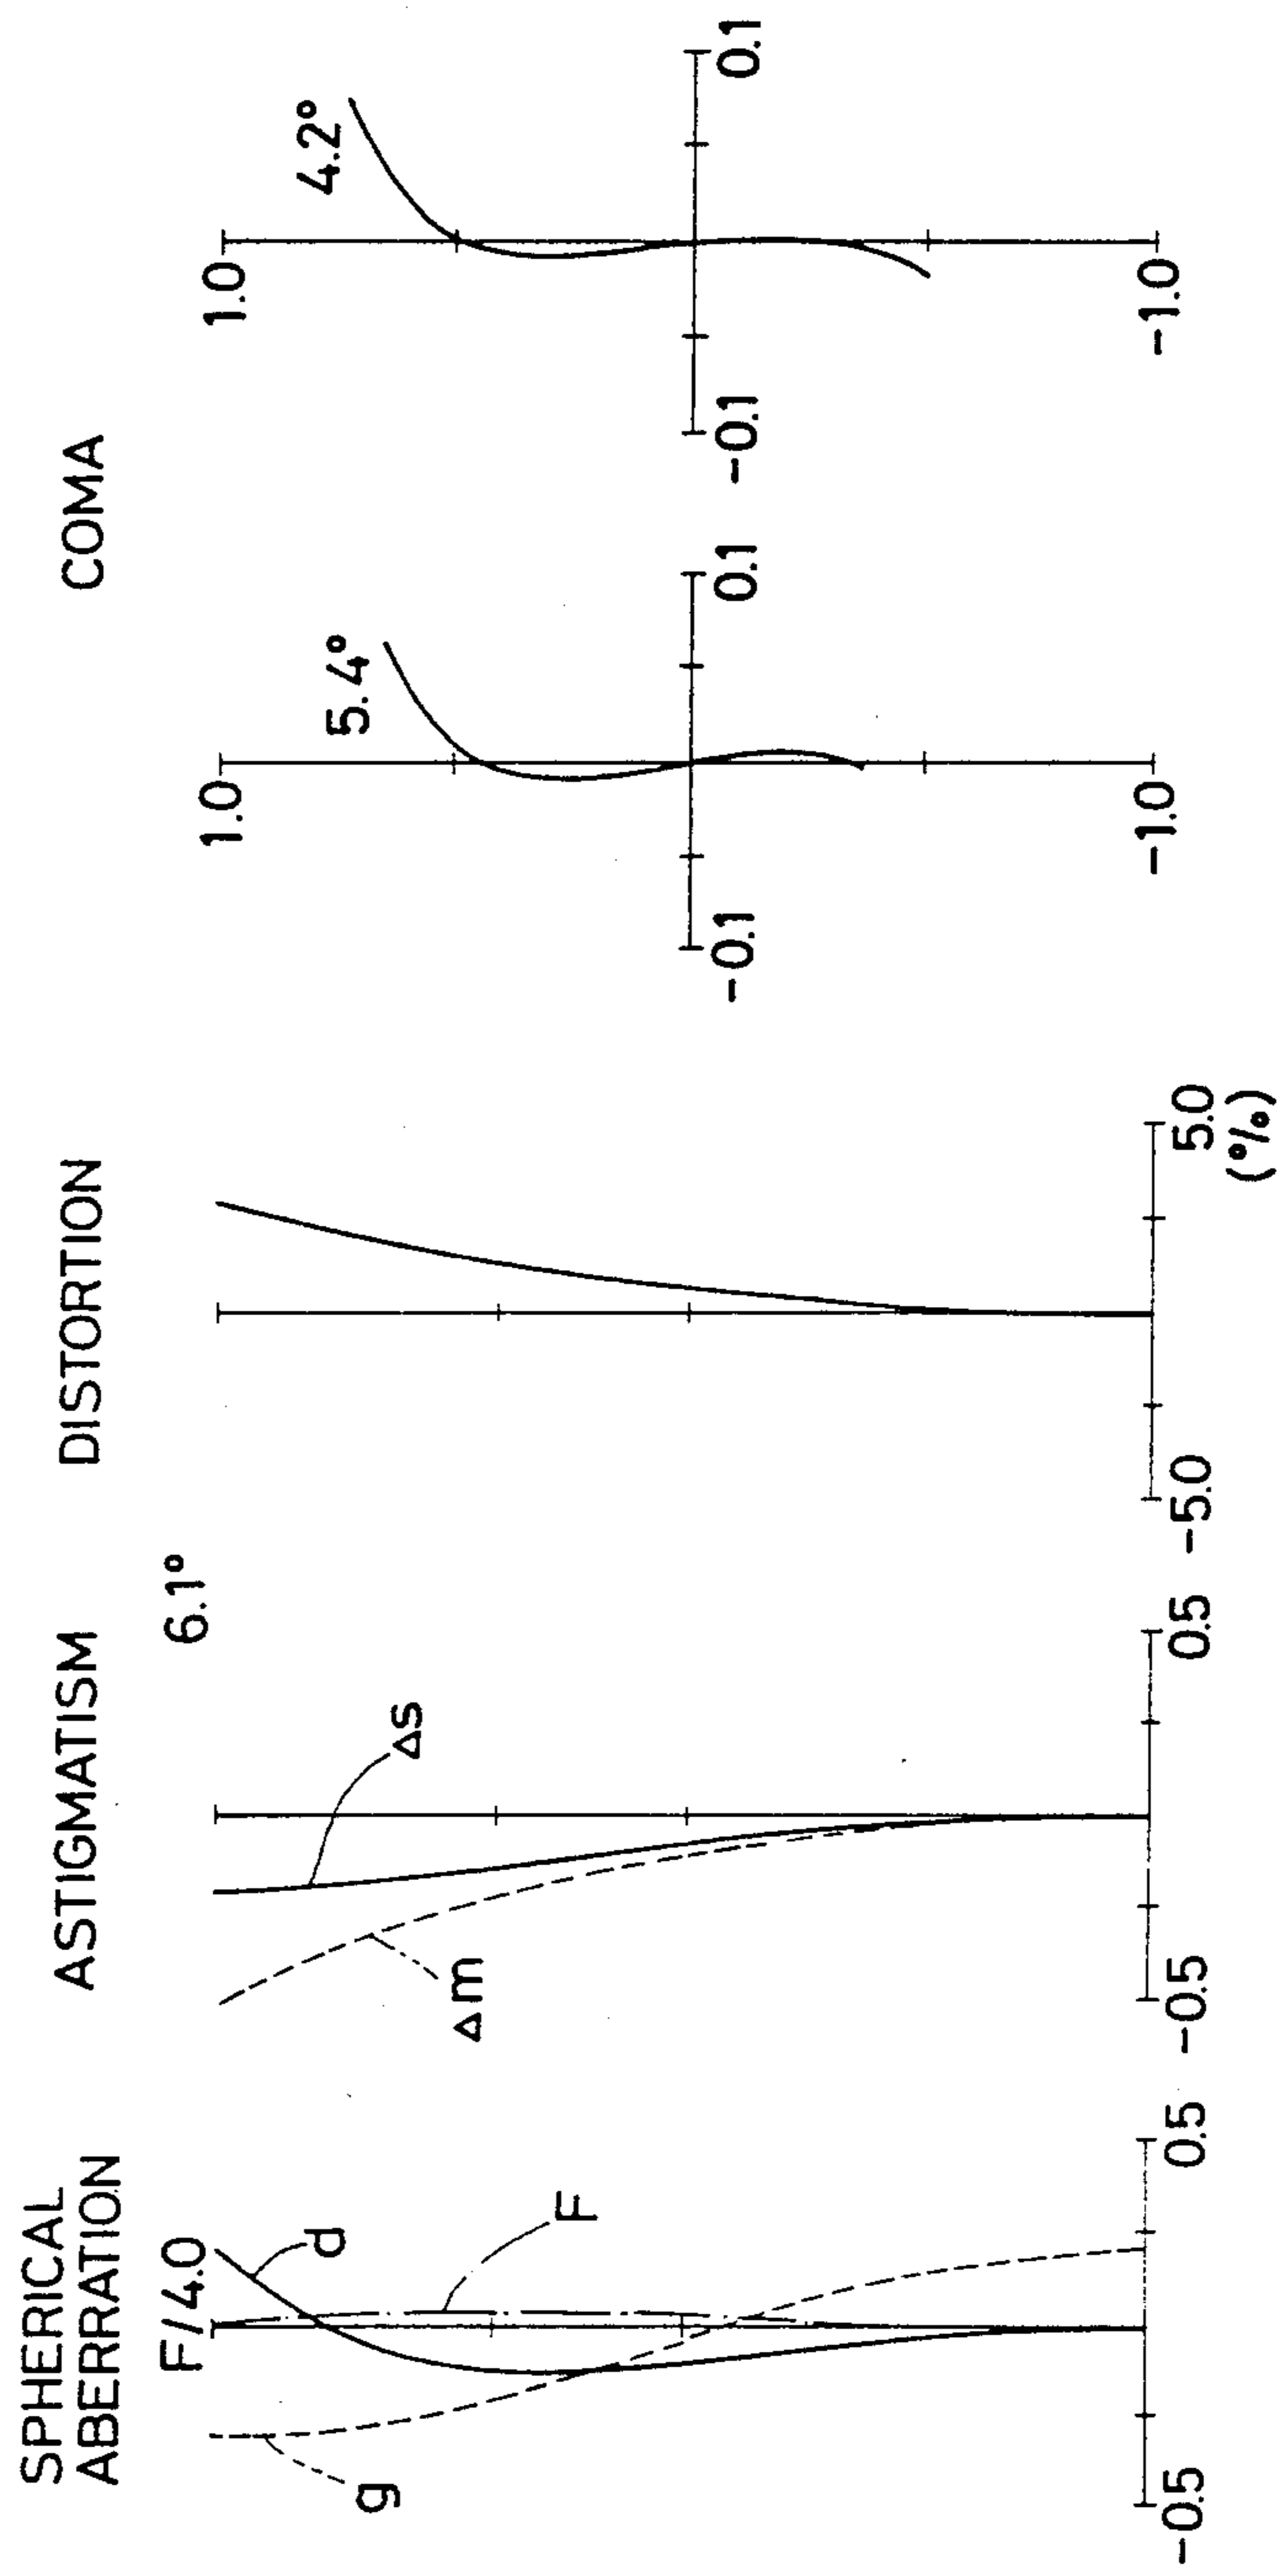 SPHERICAL
ABERRATION
F/4.0
d
F
g
0.5
-0.5
ASTIGMATISM
6.1°
Δs
Δm
0.5
-0.5
DISTORTION
5.0
(%)
-5.0
COMA
5.4°
1.0
0.1
-0.1
-1.0
4.2°
1.0
0.1
-0.1
-1.0